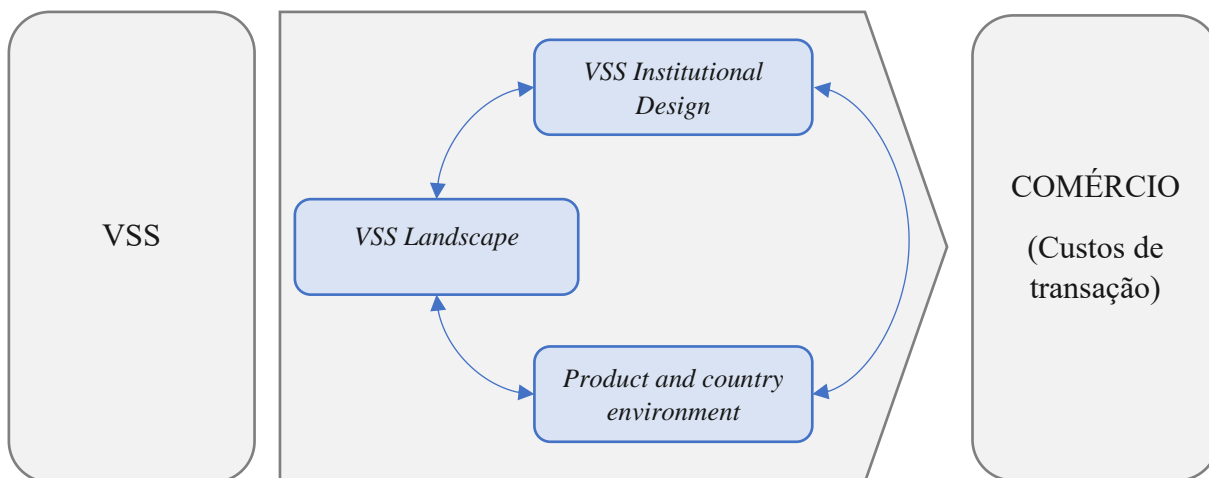 VSS
VSS Institutional
Design
VSS Landscape
Product and country
environment
COMÉRCIO
(Custos de
transação)